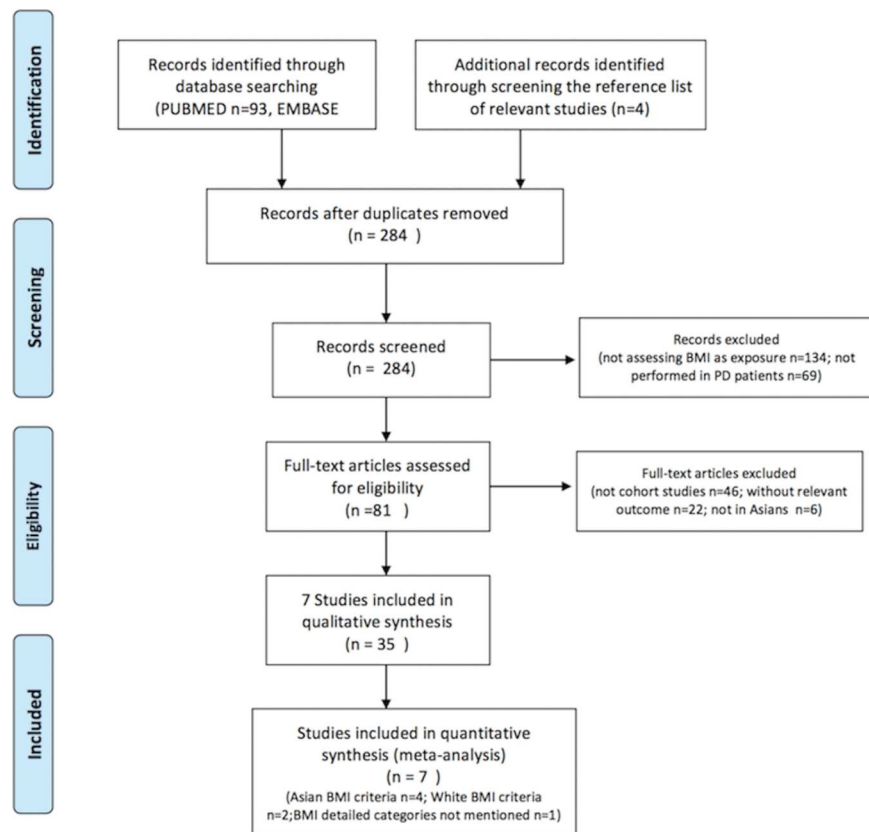 Identification
Records identified through
database searching
(PUBMED n=93, EMBASE
Additional records identified
through screening the reference list
of relevant studies (n=4)
Records after duplicates removed
(n = 284 )
Screening
Records screened
(n = 284)
Records excluded
(not assessing BMI as exposure n=134; not
performed in PD patients n=69)
Eligibility
Full-text articles assessed
for eligibility
(n =81 )
Full-text articles excluded
(not cohort studies n=46; without relevant
outcome n=22; not in Asians n=6)
7 Studies included in
qualitative synthesis
(n = 35 )
Included
Studies included in quantitative
synthesis (meta-analysis)
(n = 7 )
(Asian BMI criteria n=4; White BMI criteria
n=2;BMI detailed categories not mentioned n=1)